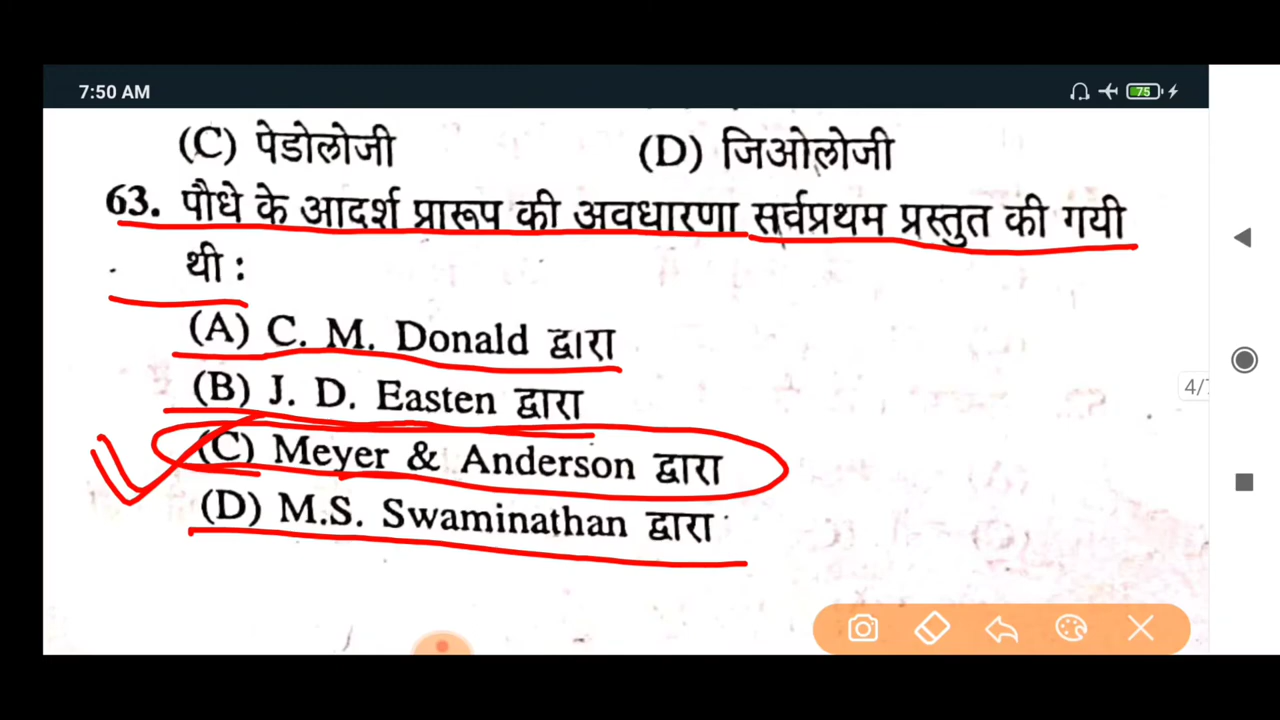 7:50 AM
75
(C) पेडोलोजी (D) जिओलोजी
63. पौधे के आदर्श प्रारूप की अवधारणा सर्वप्रथम प्रस्तुत की गयी
थी :
(A) C. M. Donald द्वारा
4/7
(B) J. D. Easten द्वारा
(C) Meyer & Anderson द्वारा
(D) M.S. Swaminathan द्वारा